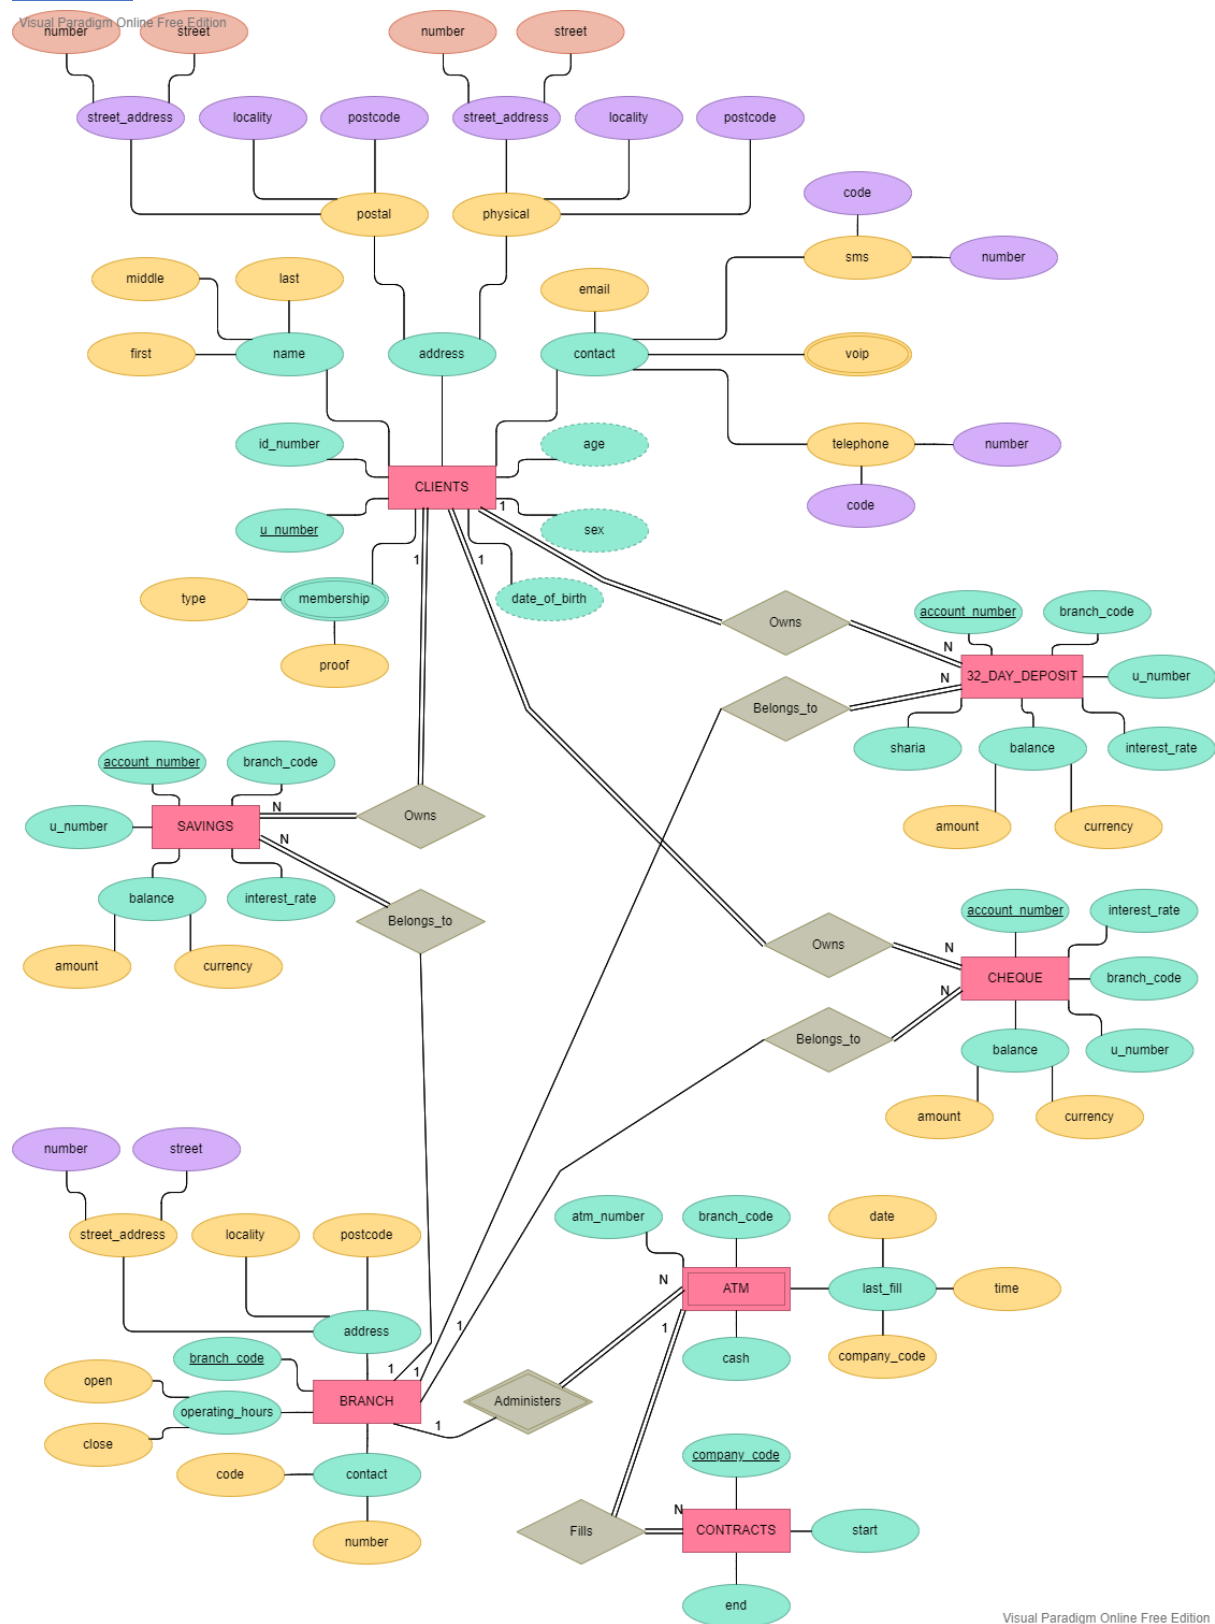 Visual Paradigm Online Free Edition
number
street
number
street
street_address
locality
postcode
street_address
locality
postcode
code
postal
physical
sms
number
middle
last
email
first
name
address
contact
voip
id_number
age
telephone
number
CLIENTS
code
1
u_number
sex
1
1
type
membership
date_of_birth
proof
Owns
account_number
branch_code
N
32_DAY_DEPOSIT
u_number
N
Belongs_to
sharia
balance
interest_rate
account_number
branch_code
N
SAVINGS
u_number
Owns
amount
currency
N
balance
interest_rate
Belongs_to
account_number
interest_rate
amount
currency
Owns
N
CHEQUE
branch_code
N
Belongs_to
balance
u_number
amount
currency
number
street
atm_number
branch_code
date
street_address
locality
postcode
N
ATM
last_fill
time
address
1
1
branch_code
cash
company_code
open
1
1
BRANCH
Administers
operating_hours
1
close
code
contact
company_code
number
Fills
N
CONTRACTS
start
end
Visual Paradigm Online Free Edition